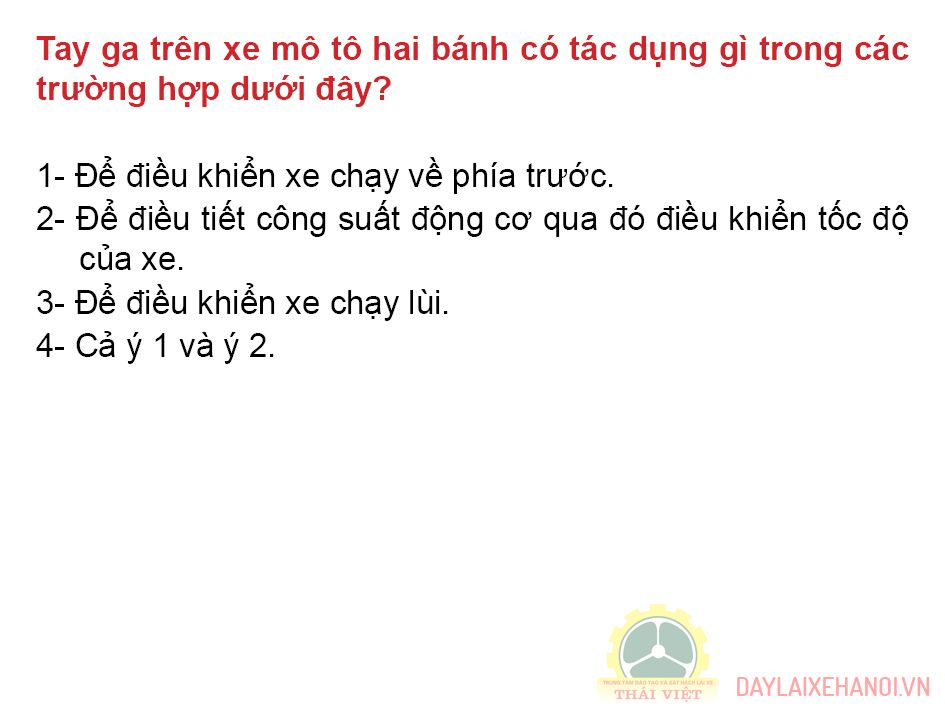 Tay ga trên xe mô tô hai bánh có tác dụng gì trong các
trường hợp dưới đây?
1- Để điều khiển xe chạy về phía trước.
2- Để điều tiết công suất động cơ qua đó điều khiển tốc độ
của xe.
3- Để điều khiển xe chạy lùi.
4- Cả ý 1 và ý 2.
TRUNG TÂM ĐÀO TẠO VÀ SÁT HẠCH LÁI XE
THÁI VIỆT
DAYLAIXEHANOI.VN